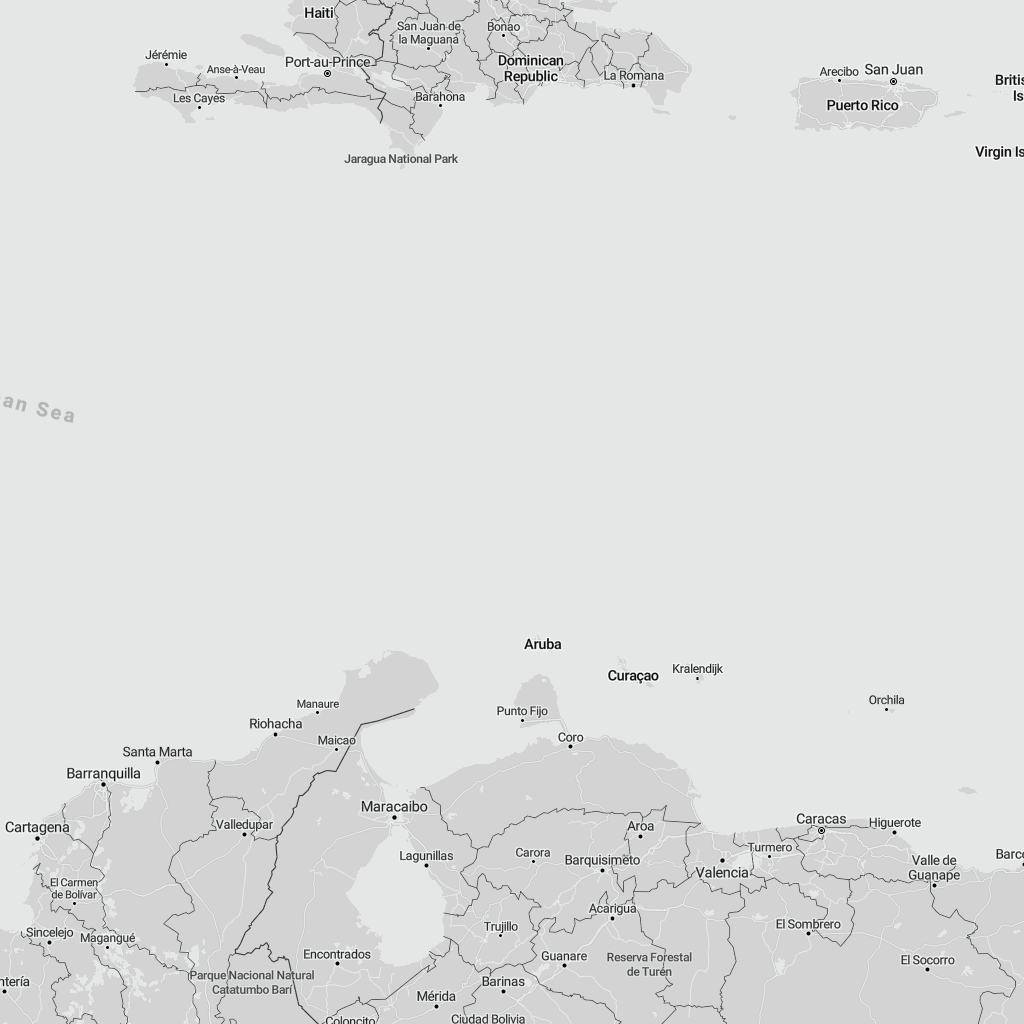 Haiti
San Juan de
la Maguana
Bonao
Jérémie
Anse-à-Veau
Port-au-Prince
Dominican
Republic
La Romana
Arecibo
San Juan
Les Cayes
Barahona
Puerto Rico
Britis
Is
Jaragua National Park
Virgin Is
an Sea
Aruba
Curaçao
Kralendijk
Manaure
Punto Fijo
Orchila
Riohacha
Maicao
Coro
Santa Marta
Barranquilla
Maracaibo
Cartagena
Valledupar
Aroa
Caracas
Higuerote
Carora
Barquisimeto
Turmero
Lagunillas
Valencia
Valle de
Guanape
Barc
El Carmen
de Bolívar
Acarigua
Sincelejo
Magangué
Trujillo
El Sombrero
Encontrados
Guanare
Reserva Forestal
de Turén
El Socorro
ntería
Parque Nacional Natural
Catatumbo Barí
Barinas
Mérida
Coloncito
Ciudad Bolivia